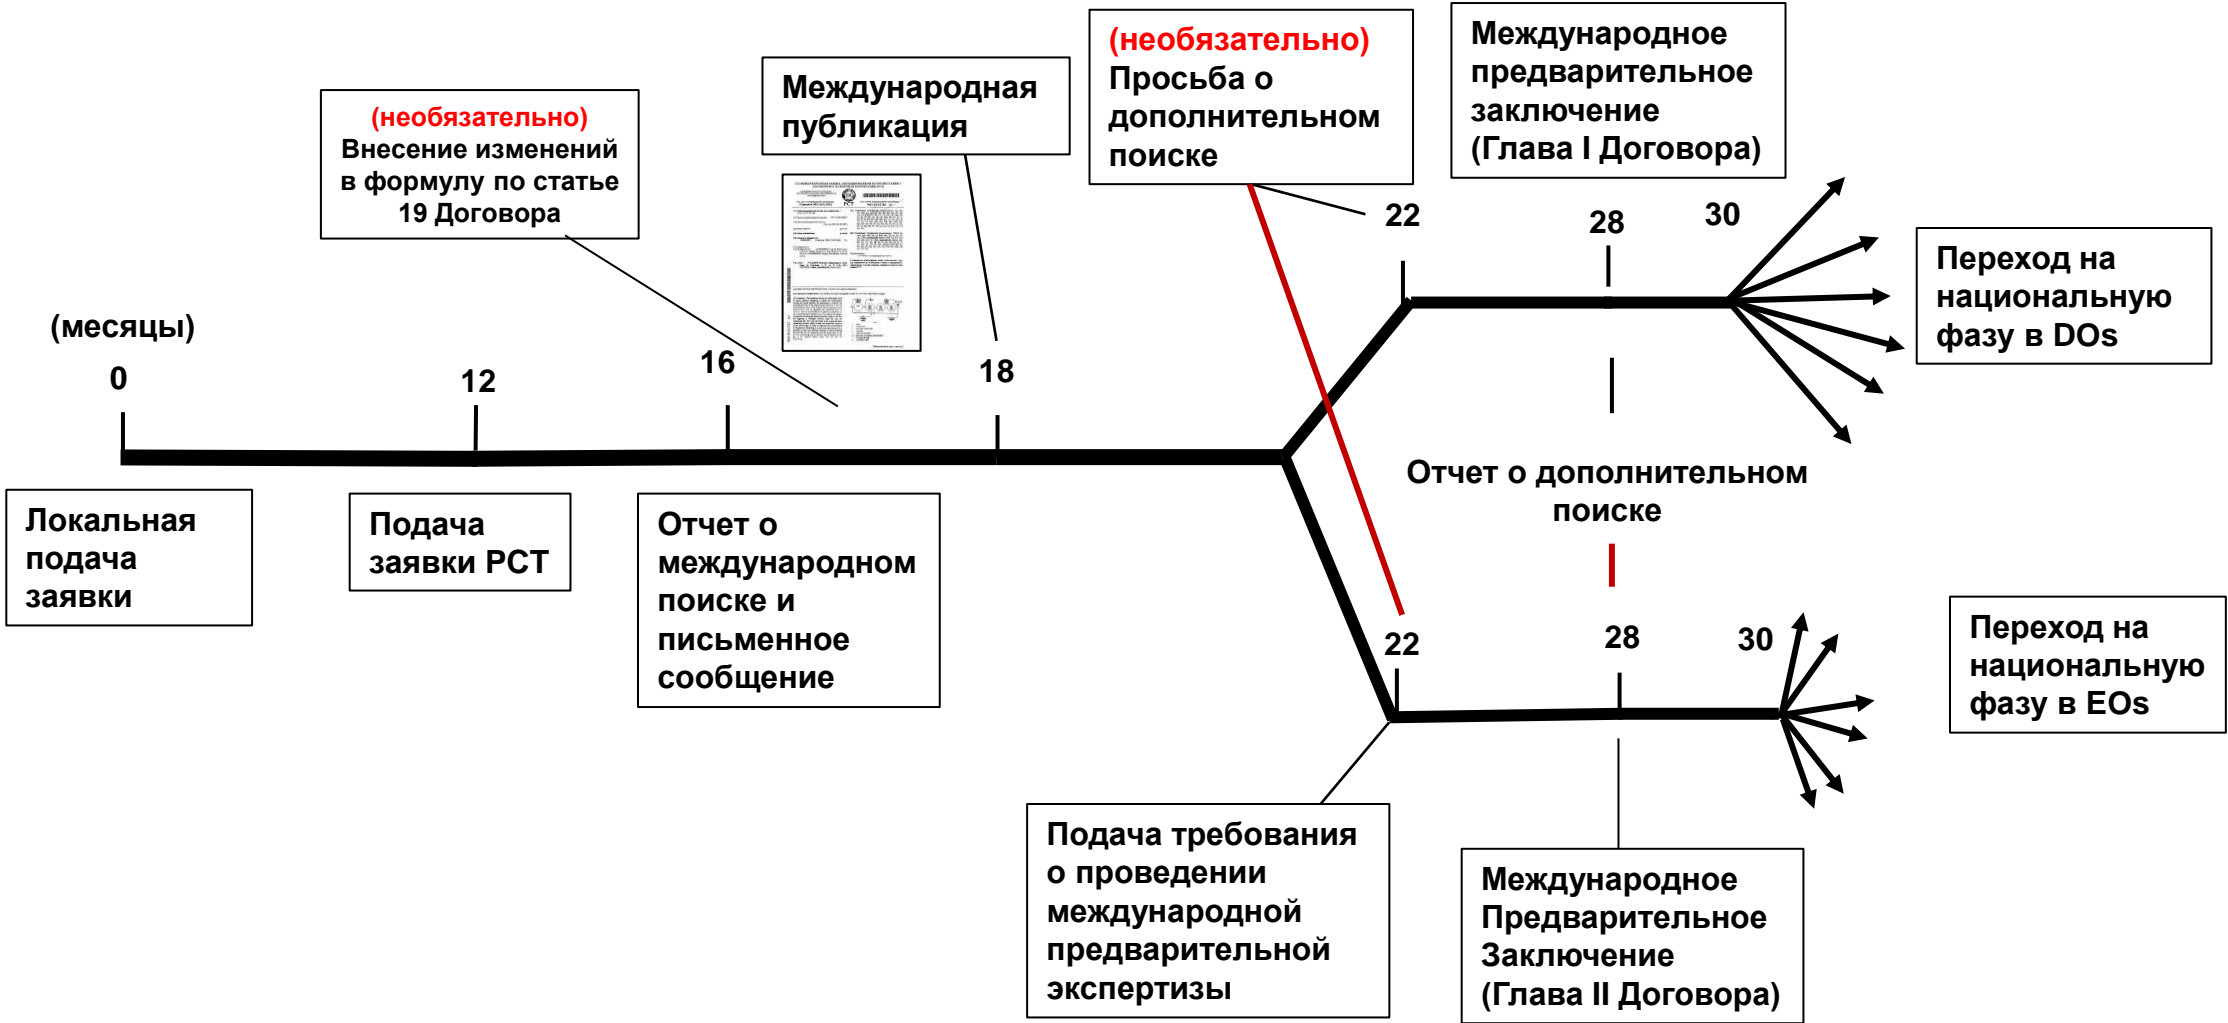 (необязательно)
Внесение изменений
в формулу по статье
19 Договора
Международная
публикация
(необязательно)
Просьба о
дополнительном
поиске
Международное
предварительное
заключение
(Глава I Договора)
PCT
22
28
30
Переход на
национальную
фазу в DOs
(месяцы)
0
12
16
18
Отчет о дополнительном
поиске
Локальная
подача
заявки
Подача
заявки PCT
Отчет о
международном
поиске и
письменное
сообщение
22
28
30
Переход на
национальную
фазу в EOs
Подача требования
о проведении
международной
предварительной
экспертизы
Международное
Предварительное
Заключение
(Глава II Договора)